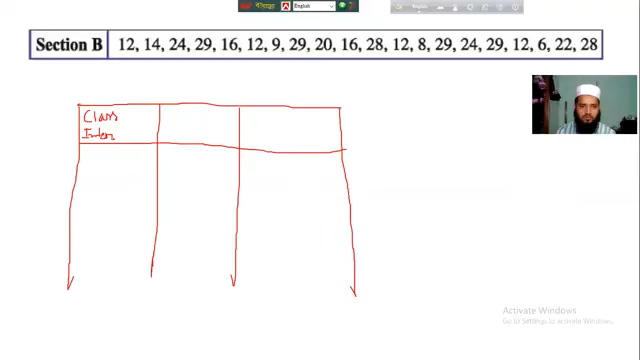 English
Section B 12, 14, 24, 29, 16, 12, 9, 29, 20, 16, 28, 12, 8, 29, 24, 29, 12, 6, 22, 28
Class
Activate Windows
Go to Settings to activate Windows.